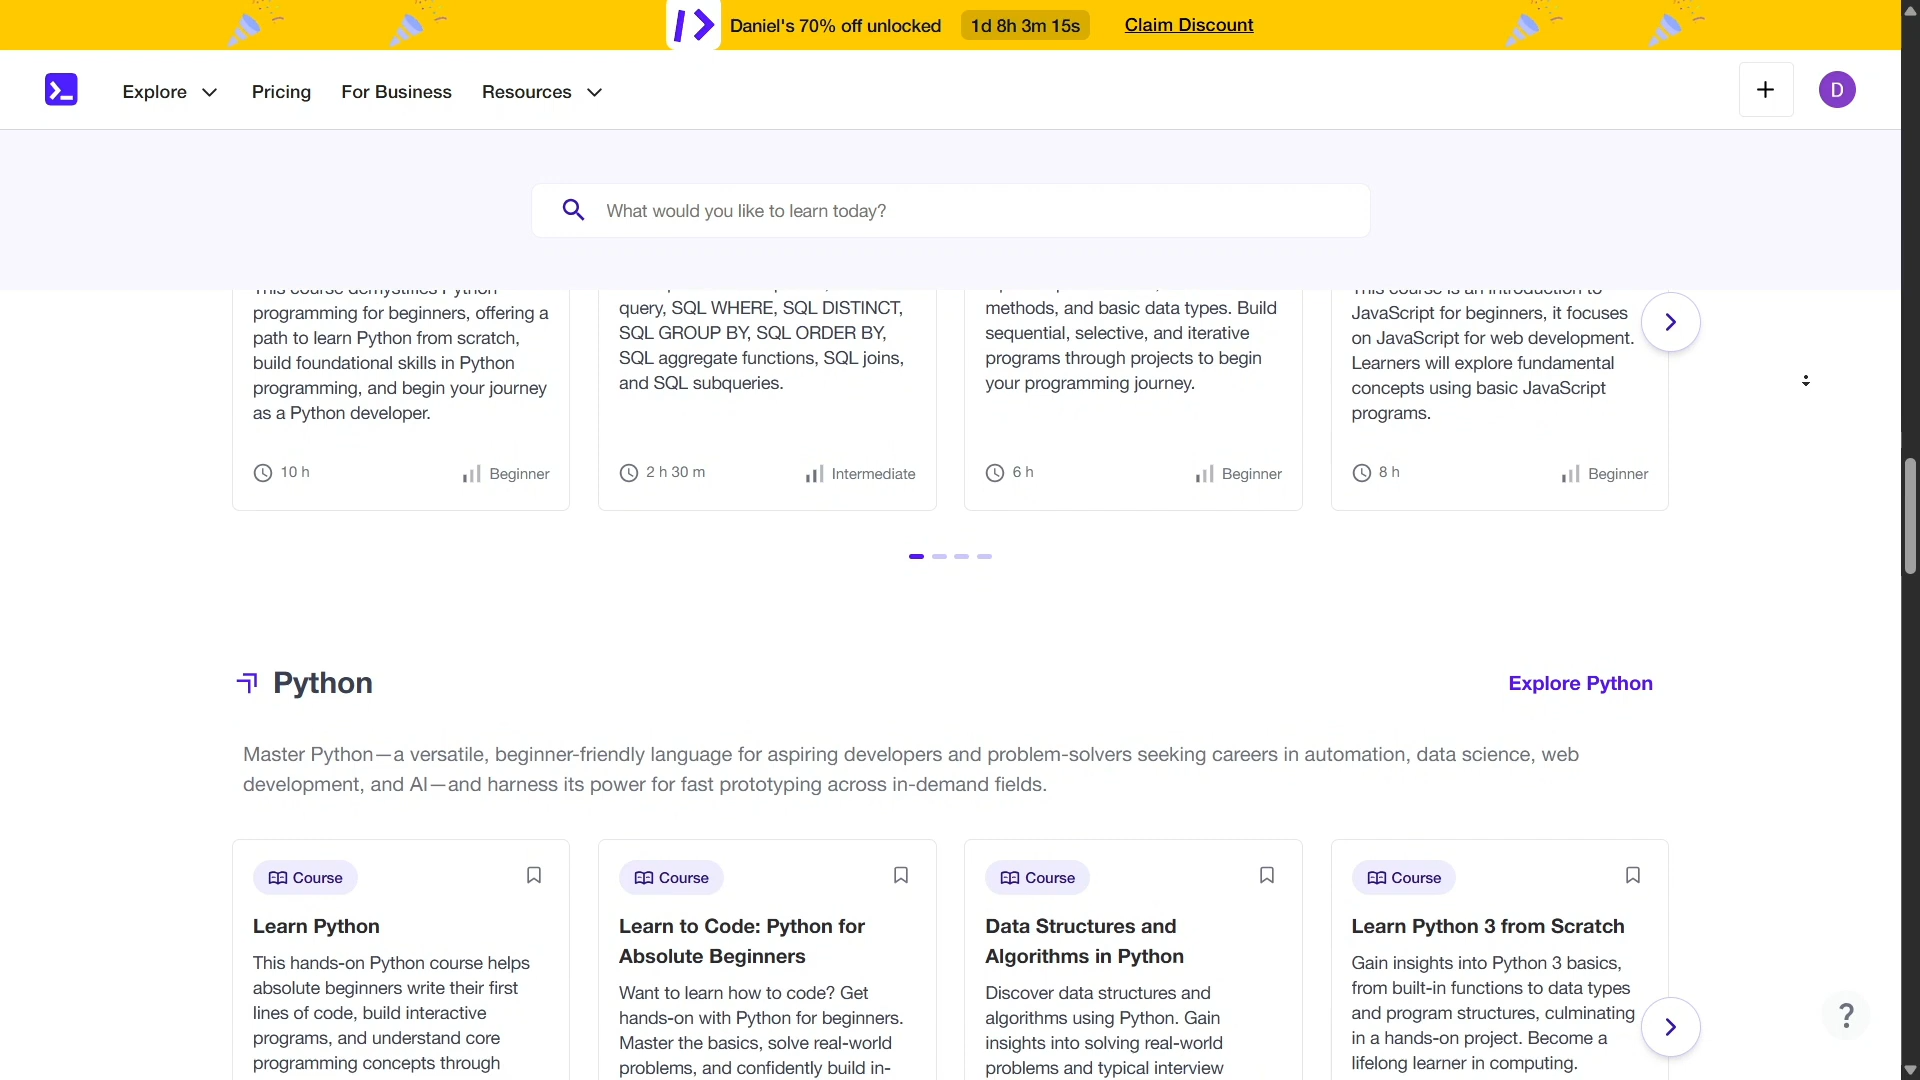 Daniel's 70% off unlocked 1d 8h 3m 15s Claim Discount
Explore Pricing For Business Resources
D
What would you like to learn today?
This course demystifies Python
programming for beginners, offering a
path to learn Python from scratch,
build foundational skills in Python
programming, and begin your journey
as a Python developer.
10 h Beginner
query, SQL WHERE, SQL DISTINCT,
SQL GROUP BY, SQL ORDER BY,
SQL aggregate functions, SQL joins,
and SQL subqueries.
2 h 30 m Intermediate
methods, and basic data types. Build
sequential, selective, and iterative
programs through projects to begin
your programming journey.
6 h Beginner
This course is an introduction to
JavaScript for beginners, it focuses
on JavaScript for web development.
Learners will explore fundamental
concepts using basic JavaScript
programs.
8 h Beginner
Python
Explore Python
Master Python—a versatile, beginner-friendly language for aspiring developers and problem-solvers seeking careers in automation, data science, web
development, and AI—and harness its power for fast prototyping across in-demand fields.
Course
Learn Python
This hands-on Python course helps
absolute beginners write their first
lines of code, build interactive
programs, and understand core
programming concepts through
Course
Learn to Code: Python for
Absolute Beginners
Want to learn how to code? Get
hands-on with Python for beginners.
Master the basics, solve real-world
problems, and confidently build in-
Course
Data Structures and
Algorithms in Python
Discover data structures and
algorithms using Python. Gain
insights into solving real-world
problems and typical interview
Course
Learn Python 3 from Scratch
Gain insights into Python 3 basics,
from built-in functions to data types
and program structures, culminating
in a hands-on project. Become a
lifelong learner in computing.
?